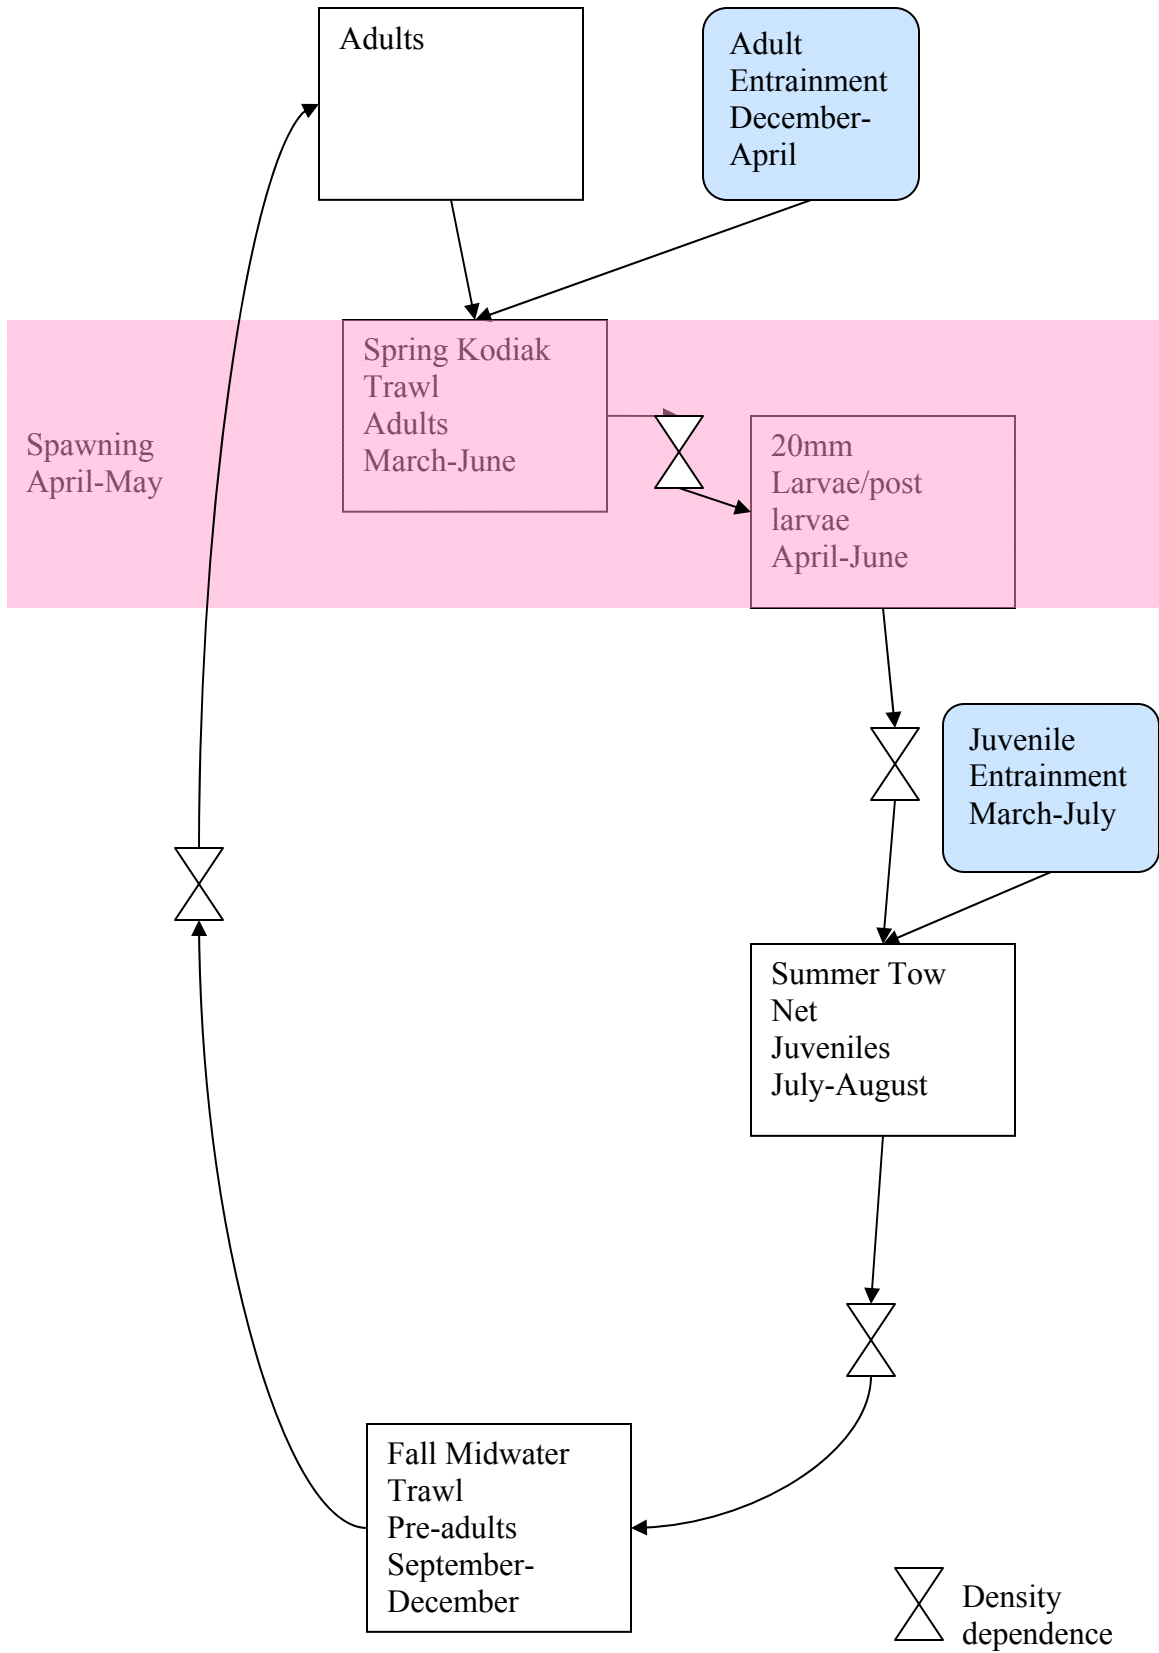 Adults
Adult
Entrainment
December-
April
Spring Kodiak
Trawl
Adults
March-June
Spawning
April-May
20mm
Larvae/post
larvae
April-June
Juvenile
Entrainment
March-July
Summer Tow
Net
Juveniles
July-August
Fall Midwater
Trawl
Pre-adults
September-
December
Density
dependence